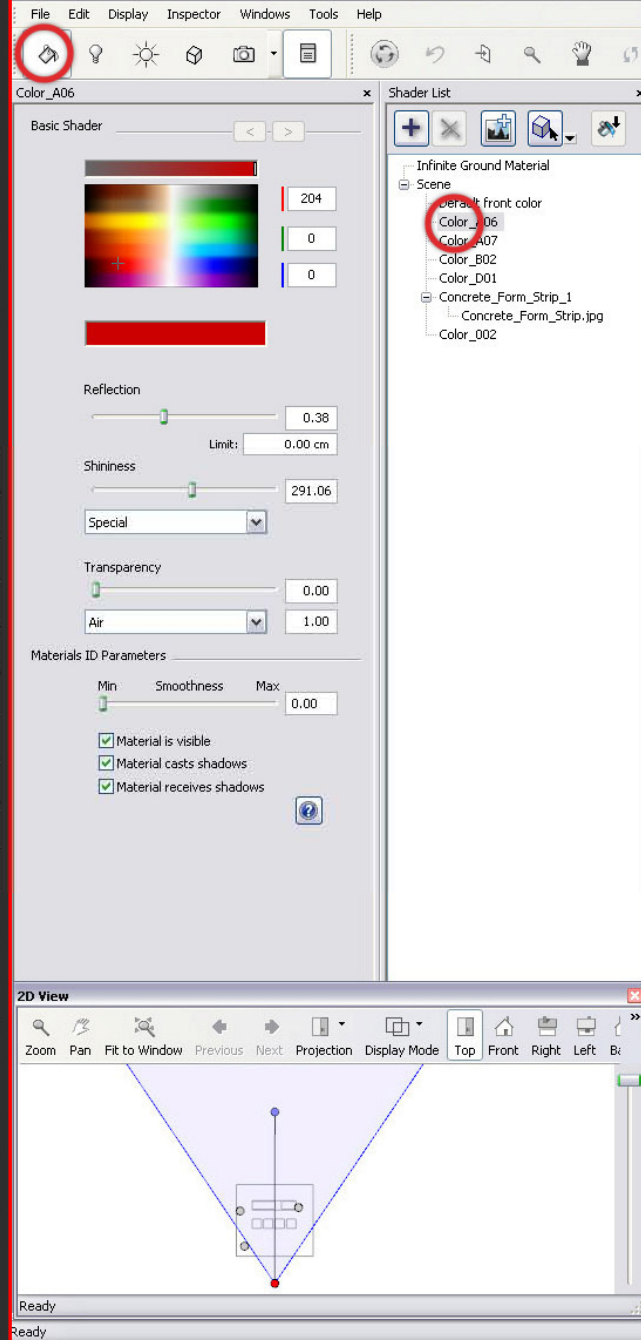 File Edit Display Inspector Windows Tools Help
Color_A06
Basic Shader
204
0
0
Reflection
0.38
Limit: 0.00 cm
Shininess
291.06
Special
Transparency
0.00
Air 1.00
Materials ID Parameters
Min Smoothness Max
0.00
Material is visible
Material casts shadows
Material receives shadows
Shader List
Infinite Ground Material
Scene
Default front color
Color_A06
Color_A07
Color_B02
Color_D01
Concrete_Form_Strip_1
Concrete_Form_Strip.jpg
Color_002
2D View
Zoom Pan Fit to Window Previous Next Projection Display Mode Top Front Right Left
Ready
Ready